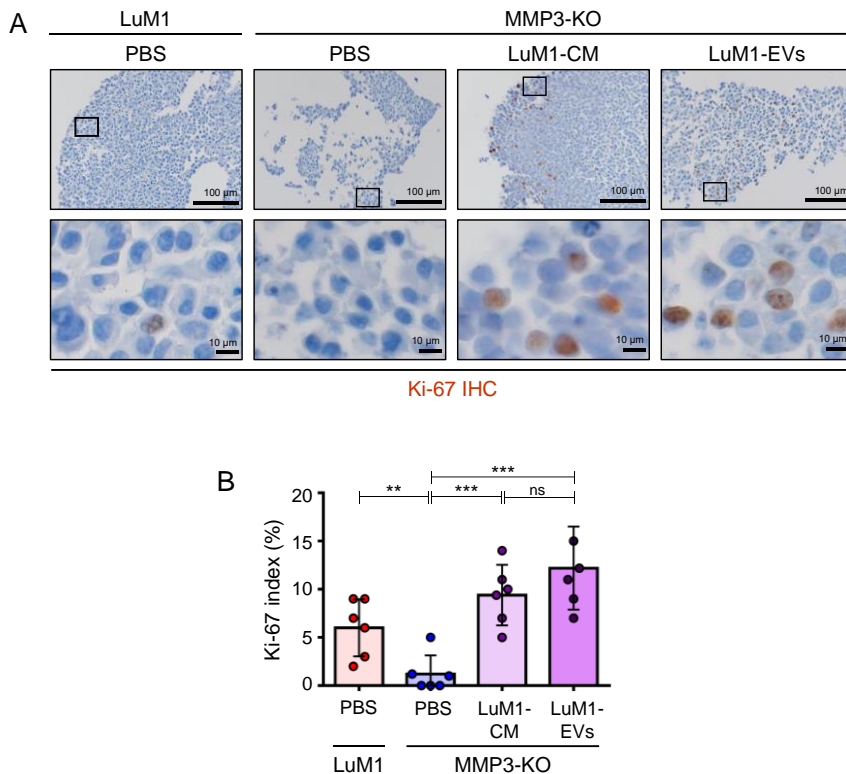 A
LuM1
MMP3-KO
PBS
PBS
LuM1-CM
LuM1-EVs
100 µm
100 µm
100 µm
100 µm
10 µm
10 µm
10 µm
10 µm
Ki-67 IHC
B
***
**
***
ns
Ki-67 index (%)
20
15
10
5
0
PBS
PBS
LuM1-
CM
LuM1-
EVs
LuM1
MMP3-KO